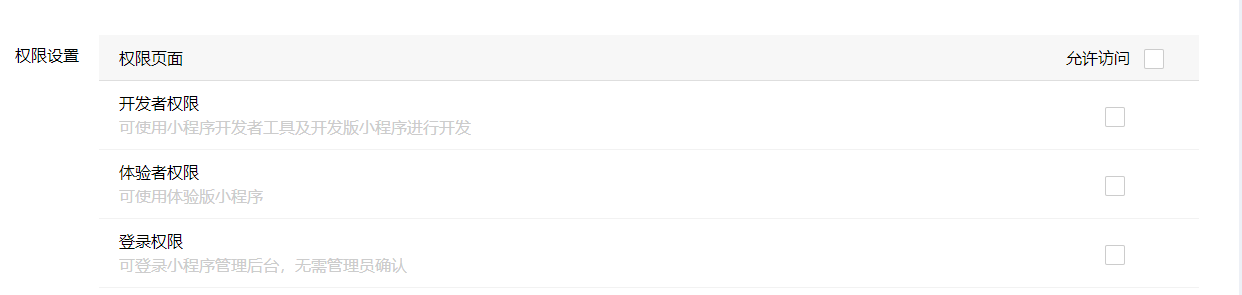 权限设置
权限页面 允许访问
开发者权限
可使用小程序开发者工具及开发版小程序进行开发
体验者权限
可使用体验版小程序
登录权限
可登录小程序管理后台，无需管理员确认